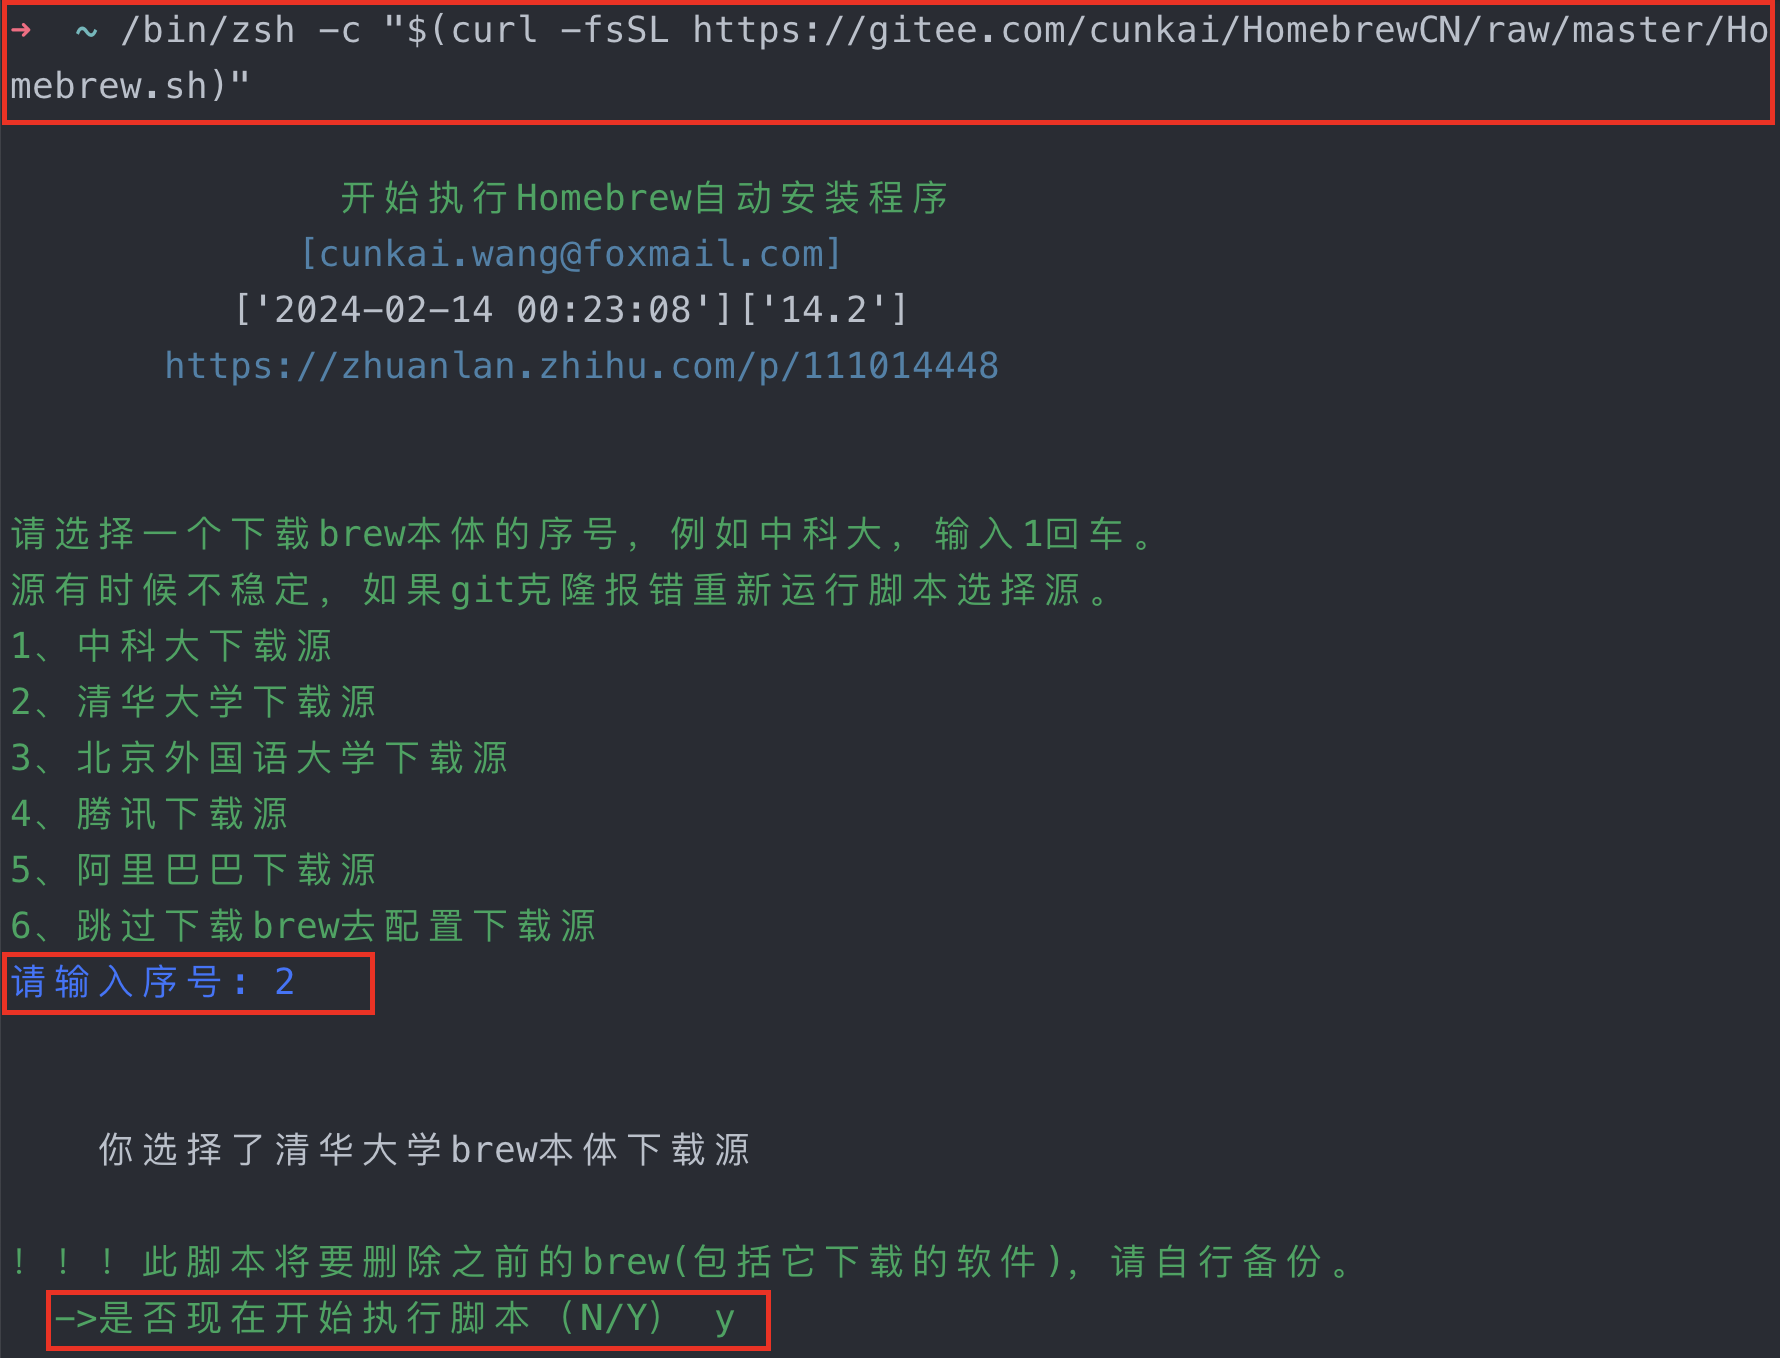 ➜  ~ /bin/zsh -c "$(curl -fsSL https://gitee.com/cunkai/HomebrewCN/raw/master/Ho
mebrew.sh)"
开始执行Homebrew自动安装程序
[cunkai.wang@foxmail.com]
['2024-02-14 00:23:08']['14.2']
https://zhuanlan.zhihu.com/p/111014448
请选择一个下载brew本体的序号，例如中科大，输入1回车。
源有时候不稳定，如果git克隆报错重新运行脚本选择源。
1、中科大下载源
2、清华大学下载源
3、北京外国语大学下载源
4、腾讯下载源
5、阿里巴巴下载源
6、跳过下载brew去配置下载源
请输入序号: 2
你选择了清华大学brew本体下载源
！！！此脚本将要删除之前的brew(包括它下载的软件)，请自行备份。
->是否现在开始执行脚本（N/Y） y